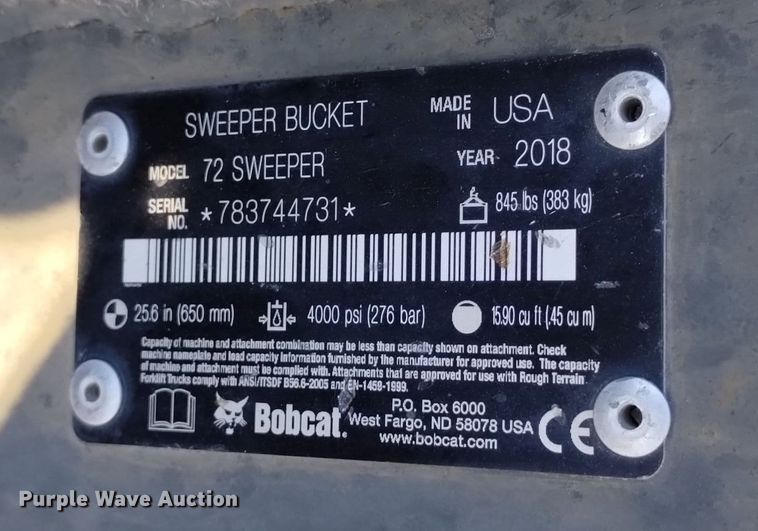 SWEEPER BUCKET MADE IN USA
MODEL 72 SWEEPER YEAR 2018
SERIAL NO. *783744731* 845 lbs (383 kg)
25.6 in (650 mm) 4000 psi (276 bar) 15.90 cu ft (.45 cu m)
Capacity of machine and attachment combination may be less than capacity shown on attachment. Check
machine nameplate and load capacity information furnished by the manufacturer for approved use. The capacity
of machine and attachment must be complied with. Attachments that are approved for use with Rough Terrain
Forklift Trucks comply with ANSI/ITSDF B56.6-2005 and EN-1459-1999.
Bobcat.
P.O. Box 6000
West Fargo, ND 58078 USA
www.bobcat.com
CE
Purple Wave Auction